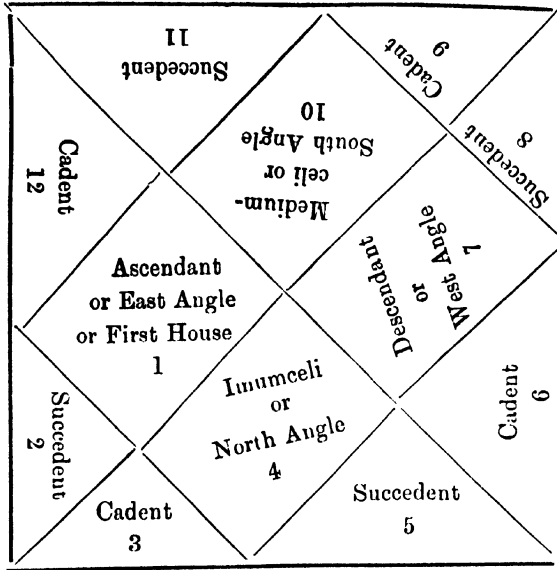 Ascendant
or East Angle
or First House
1
Succedent
2
Cadent
3
Imumceli
or
North Angle
4
Succedent
5
Cadent
6
Descendant
or
West Angle
7
Succedent
8
Cadent
9
Medium-
celi or
South Angle
10
Succedent
11
Cadent
12